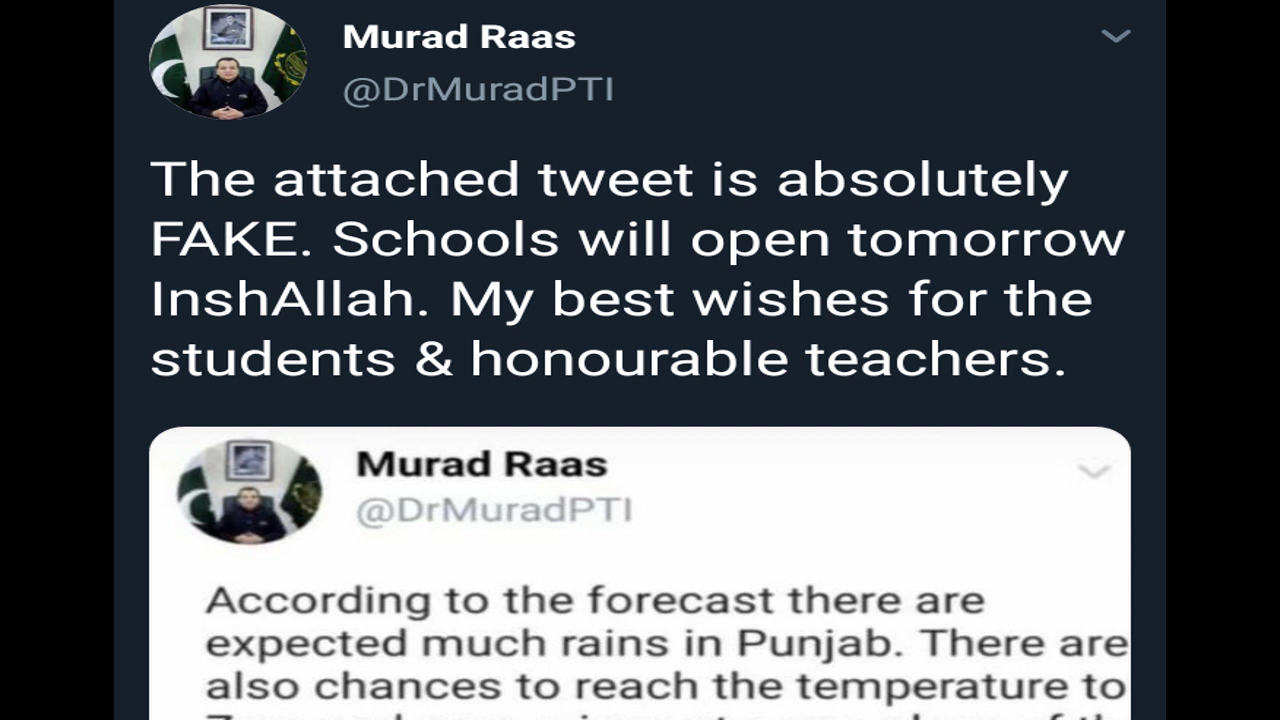 Murad Raas
@DrMuradPTI
The attached tweet is absolutely
FAKE. Schools will open tomorrow
InshAllah. My best wishes for the
students & honourable teachers.
Murad Raas
@DrMuradPTI
According to the forecast there are
expected much rains in Punjab. There are
also chances to reach the temperature to